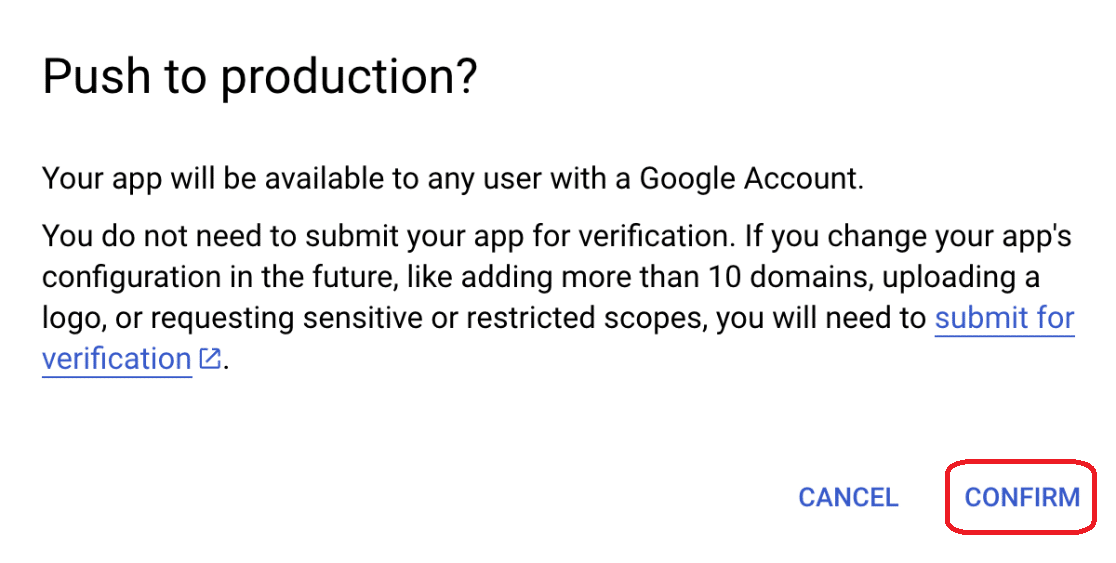 Push to production?
Your app will be available to any user with a Google Account.
You do not need to submit your app for verification. If you change your app's
configuration in the future, like adding more than 10 domains, uploading a
logo, or requesting sensitive or restricted scopes, you will need to submit for
verification.
CANCEL CONFIRM